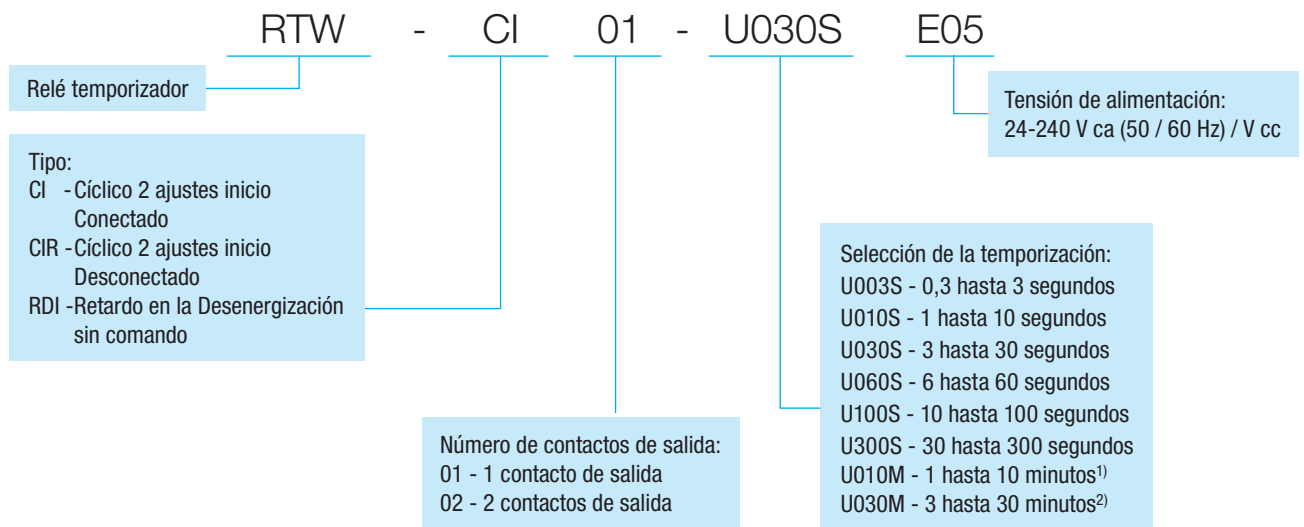 RTW - CI 01 - U030S E05
Relé temporizador
Tensión de alimentación:
24-240 V ca (50 / 60 Hz) / V cc
Tipo:
CI - Cíclico 2 ajustes inicio
Conectado
CIR - Cíclico 2 ajustes inicio
Desconectado
RDI -Retardo en la Desenergización
sin comando
Selección de la temporización:
U003S - 0,3 hasta 3 segundos
U010S - 1 hasta 10 segundos
U030S - 3 hasta 30 segundos
U060S - 6 hasta 60 segundos
U100S - 10 hasta 100 segundos
U300S - 30 hasta 300 segundos
U010M - 1 hasta 10 minutos¹⁾
U030M - 3 hasta 30 minutos²⁾
Número de contactos de salida:
01 - 1 contacto de salida
02 - 2 contactos de salida